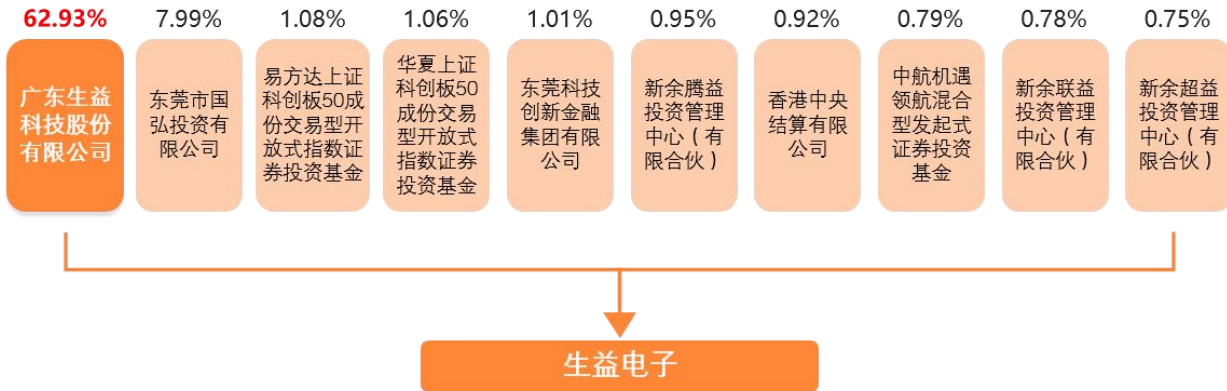 62.93%
7.99%
1.08%
1.06%
1.01%
0.95%
0.92%
0.79%
0.78%
0.75%
广东生益
科技股份
有限公司
东莞市国
弘投资有
限公司
易方达上证
科创板50成
份交易型开
放式指数证
券投资基金
华夏上证
科创板50
成份交易
型开放式
指数证券
投资基金
东莞科技
创新金融
集团有限
公司
新余腾益
投资管理
中心（有
限合伙）
香港中央
结算有限
公司
中航机遇
领航混合
型发起式
证券投资
基金
新余联益
投资管理
中心（有
限合伙）
新余超益
投资管理
中心（有
限合伙）
生益电子